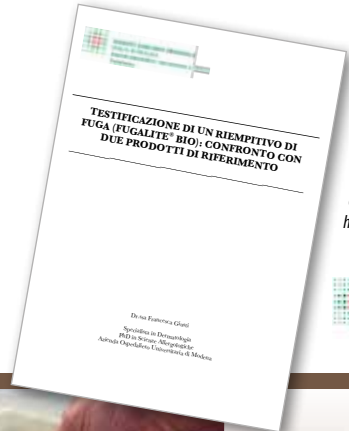 TESTIFICAZIONE DI UN RIEMPITIVO DI
FUGA (FUGALITE® BIO): CONFRONTO CON
DUE PRODOTTI DI RIFERIMENTO
Dr.ssa Francesca Giusti
Specialista in Dermatologia
PhD in Scienze Allergologiche
Azienda Ospedaliera Universitaria di Modena
h